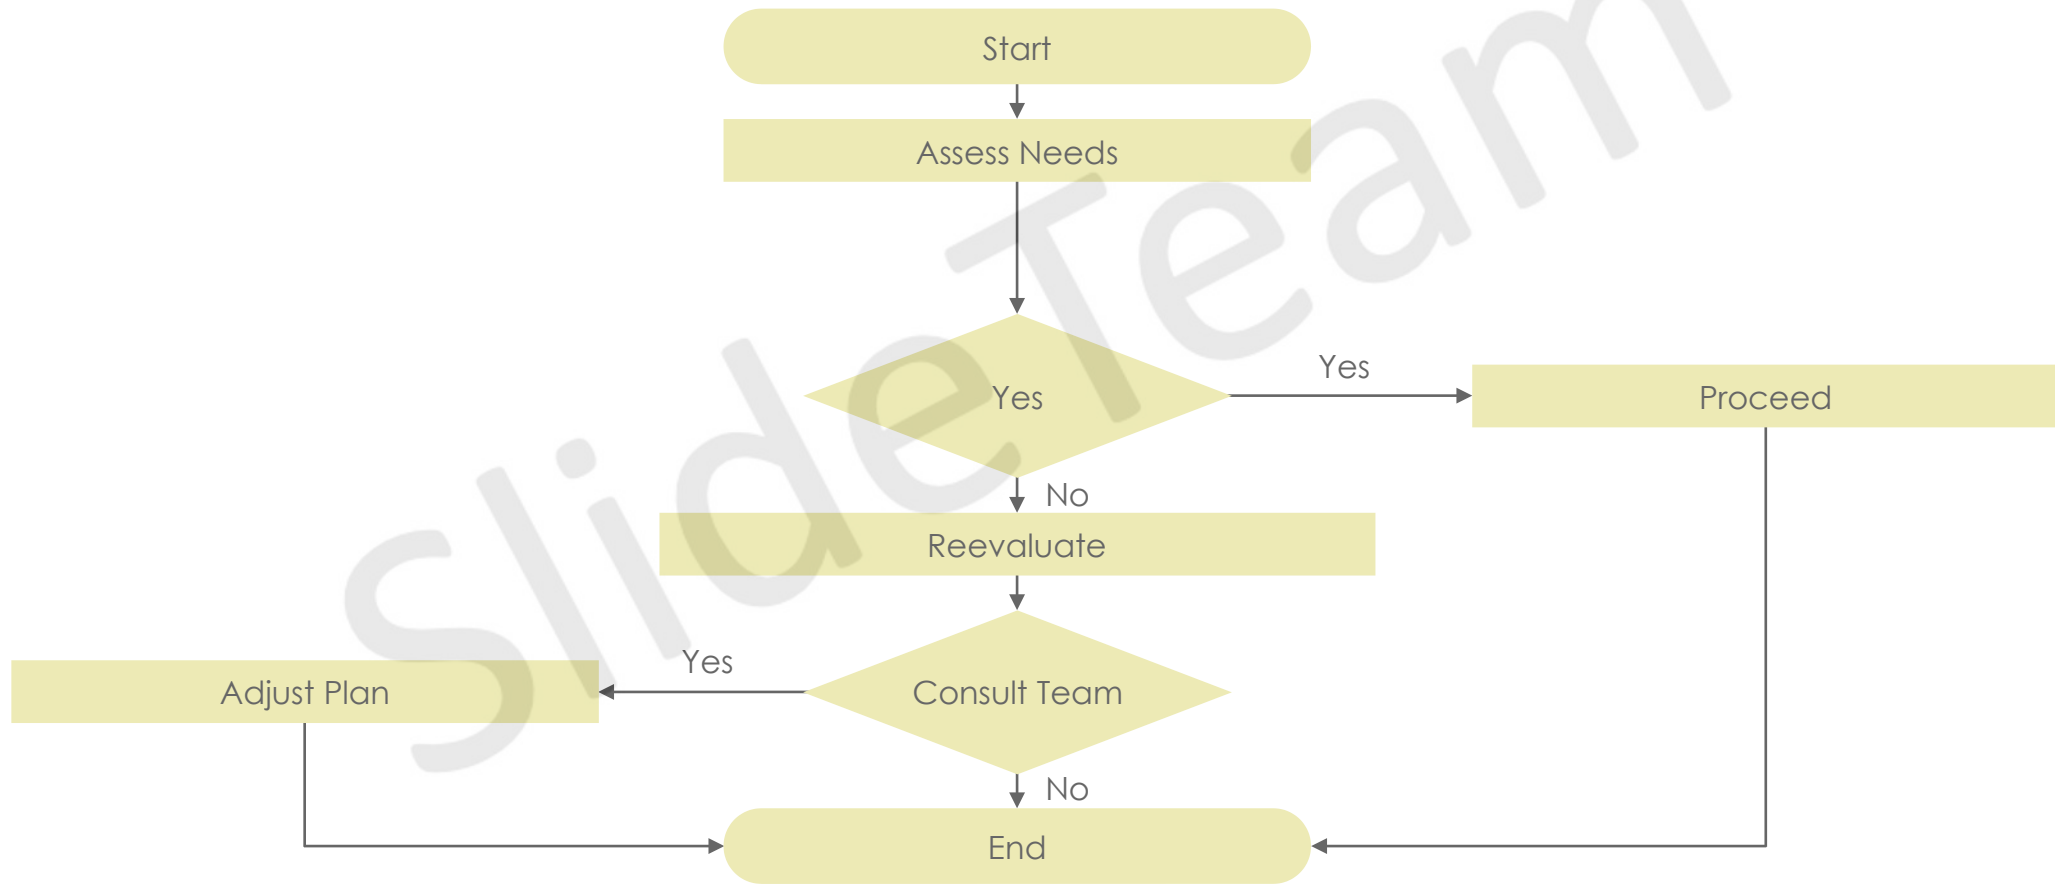 Start
Assess Needs
Yes
Yes
Proceed
No
Reevaluate
Yes
Adjust Plan
Consult Team
No
End
SlideTeam